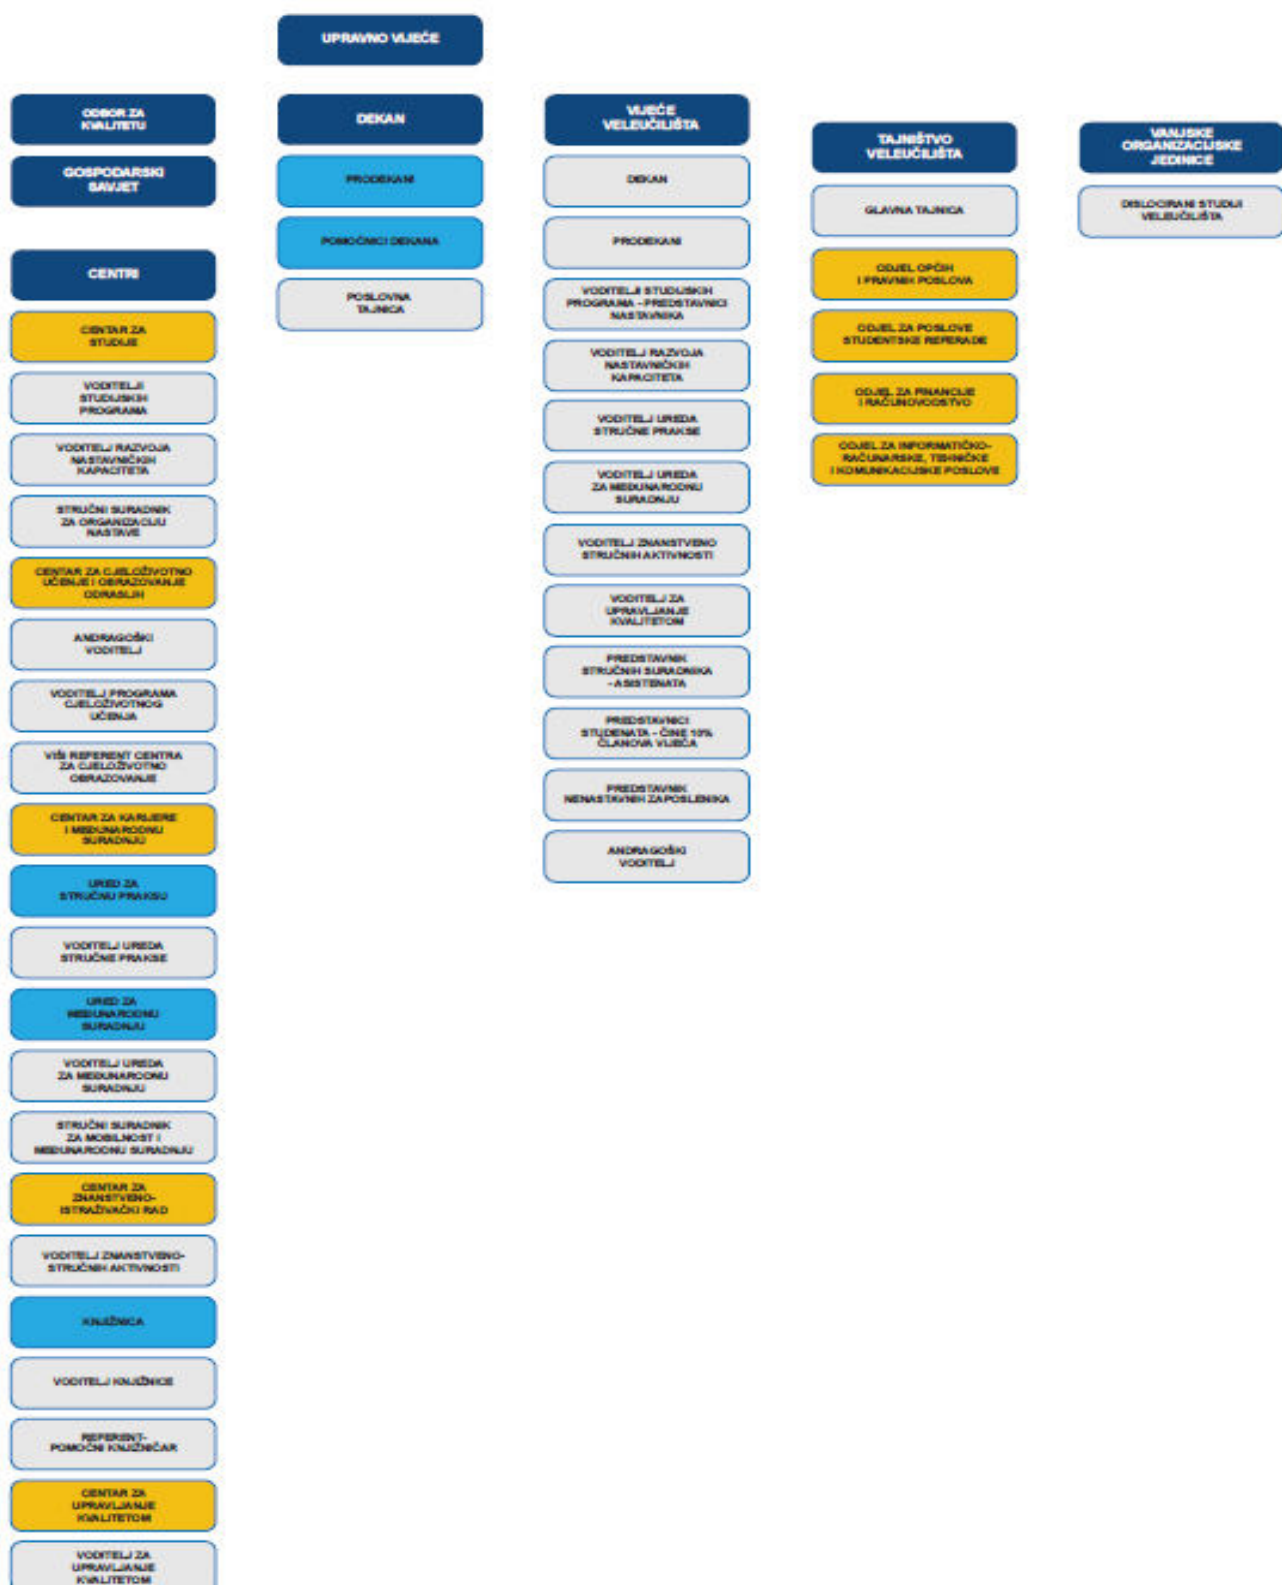 UPRAVNO VIJEĆE
ODBOR ZA
KVALITETU
GOSPODARSKI
SAVJET
CENTRI
CENTAR ZA
STUDIJE
VODITELJI
STUDIJSKIH
PROGRAMA
VODITELJ RAZVOJA
NASTAVNIČKIH
KAPACITETA
STRUČNI SURADNIK
ZA ORGANIZACIJU
NASTAVE
CENTAR ZA CJELOŽIVOTNO
UČENJE I OBRAZOVANJE
ODRASLIH
ANDRAGOŠKI
VODITELJ
VODITELJ PROGRAMA
CJELOŽIVOTNOG
UČENJA
VIŠI REFERENT CENTRA
ZA CJELOŽIVOTNO
OBRAZOVANJE
CENTAR ZA KARIJERE
I MEĐUNARODNU
SURADNJU
URED ZA
STRUČNU PRAKSU
VODITELJ UREDA
STRUČNE PRAKSE
URED ZA
MEĐUNARODNU
SURADNJU
VODITELJ UREDA
ZA MEĐUNARODNU
SURADNJU
STRUČNI SURADNIK
ZA MOBILNOST I
MEĐUNARODNU SURADNJU
CENTAR ZA
ZNANSTVENO-
ISTRAŽIVAČKI RAD
VODITELJ ZNANSTVENO-
STRUČNIH AKTIVNOSTI
KNJIŽNICA
VODITELJ KNJIŽNICE
REFERENT-
POMOĆNI KNJIŽNIČAR
CENTAR ZA
UPRAVLJANJE
KVALITETOM
VODITELJ ZA
UPRAVLJANJE
KVALITETOM
DEKAN
PRODEKANI
POMOĆNICI DEKANA
POSLOVNA
TAJNICA
VIJEĆE
VELEUČILIŠTA
DEKAN
PRODEKANI
VODITELJI STUDIJSKIH
PROGRAMA - PREDSTAVNICI
NASTAVNIKA
VODITELJ RAZVOJA
NASTAVNIČKIH
KAPACITETA
VODITELJ UREDA
STRUČNE PRAKSE
VODITELJ UREDA
ZA MEĐUNARODNU
SURADNJU
VODITELJ ZNANSTVENO
STRUČNIH AKTIVNOSTI
VODITELJ ZA
UPRAVLJANJE
KVALITETOM
PREDSTAVNIK
STRUČNIH SURADNIKA
- ASISTENATA
PREDSTAVNICI
STUDENATA - ČINE 10%
ČLANOVA VIJEĆA
PREDSTAVNIK
NENASTAVNIH ZAPOSLENIKA
ANDRAGOŠKI
VODITELJ
TAJNIŠTVO
VELEUČILIŠTA
GLAVNA TAJNICA
ODJEL OPĆIH
I PRAVNIH POSLOVA
ODJEL ZA POSLOVE
STUDENTSKE REFERADE
ODJEL ZA FINANCIJE
I RAČUNOVODSTVO
ODJEL ZA INFORMATIČKO-
RAČUNARSKE, TEHNIČKE
I KOMUNIKACIJSKE POSLOVE
VANJSKE
ORGANIZACIJSKE
JEDINICE
DISLOCIRANI STUDIJI
VELEUČILIŠTA